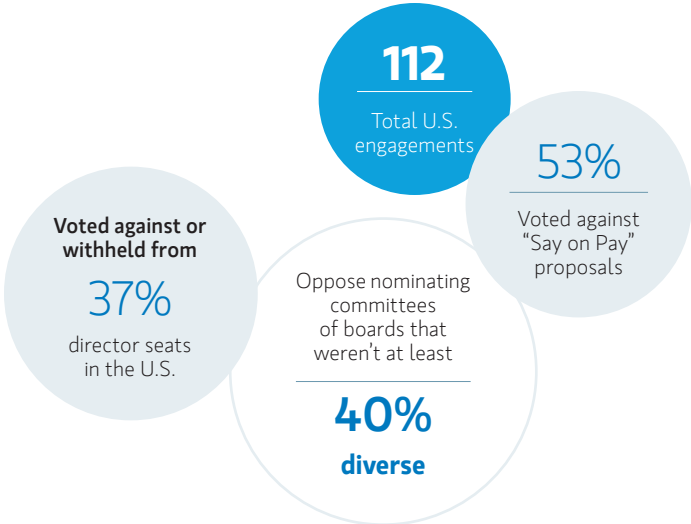 112
Total U.S.
engagements
53%
Voted against
“Say on Pay”
proposals
Voted against or
withheld from
37%
director seats
in the U.S.
Oppose nominating
committees
of boards that
weren’t at least
40%
diverse